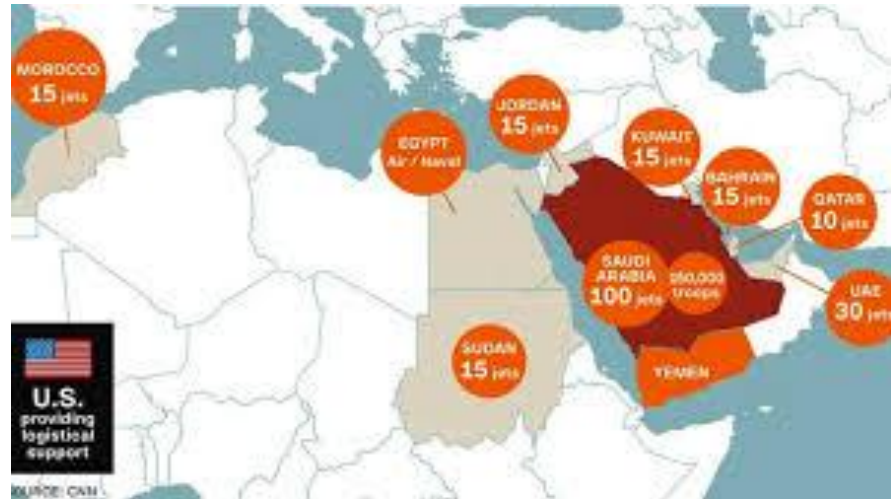 MOROCCO
15 jets
EGYPT
Air / Naval
JORDAN
15 jets
KUWAIT
15 jets
BAHRAIN
15 jets
QATAR
10 jets
SAUDI
ARABIA
100 jets
150,000
troops
UAE
30 jets
SUDAN
15 jets
YEMEN
U.S.
providing
logistical
support
SOURCE: CNN